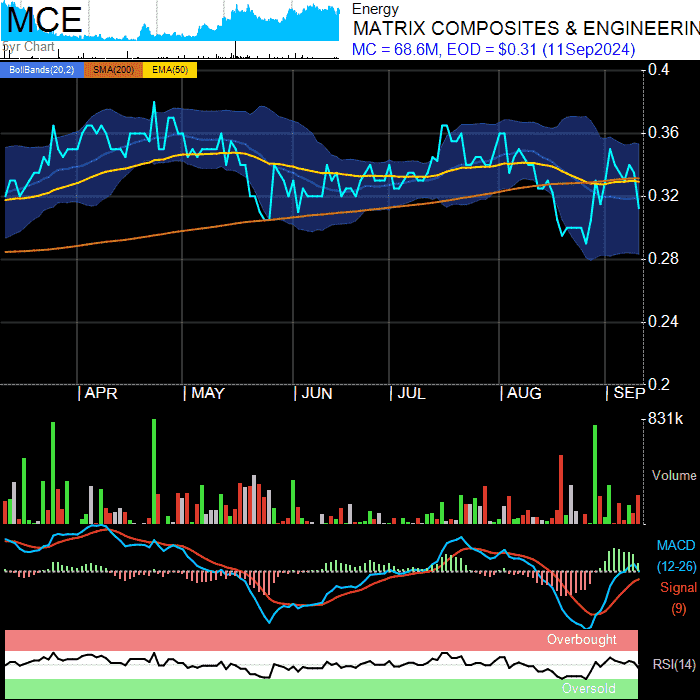 MCE
5yr Chart
Energy
MATRIX COMPOSITES & ENGINEERIN
MC = 68.6M, EOD = $0.31 (11Sep2024)
BollBands(20,2) SMA(200) EMA(50)
0.4
0.36
0.32
0.28
0.24
0.2
APR MAY JUN JUL AUG SEP
831k
Volume
MACD
(12-26)
Signal
(9)
Overbought
RSI(14)
Oversold